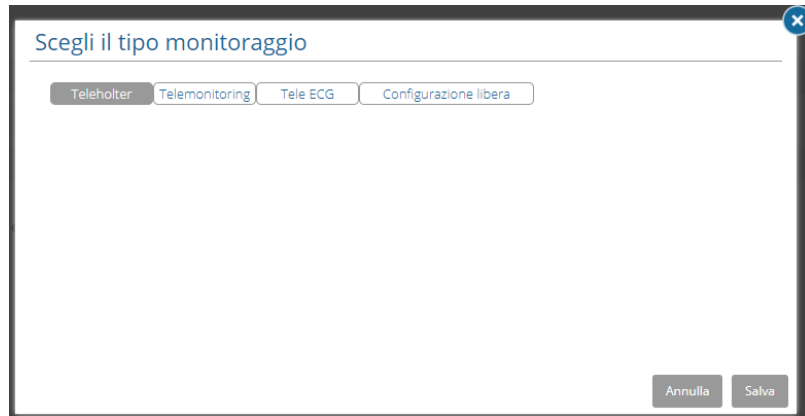 Scegli il tipo monitoraggio
Teleholter Telemonitoring Tele ECG Configurazione libera
Annulla Salva